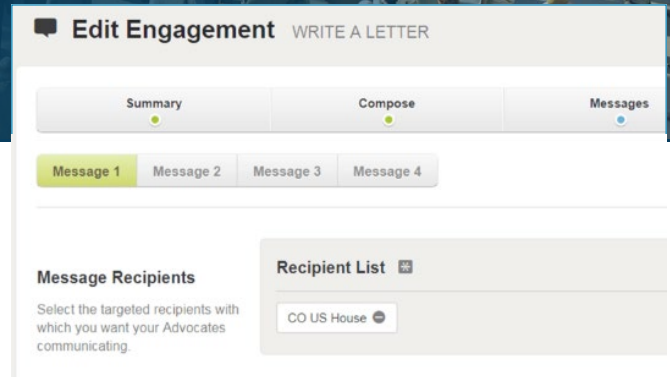 Edit Engagement WRITE A LETTER
Summary Compose Messages
Message 1 Message 2 Message 3 Message 4
Message Recipients
Select the targeted recipients with
which you want your Advocates
communicating.
Recipient List
CO US House